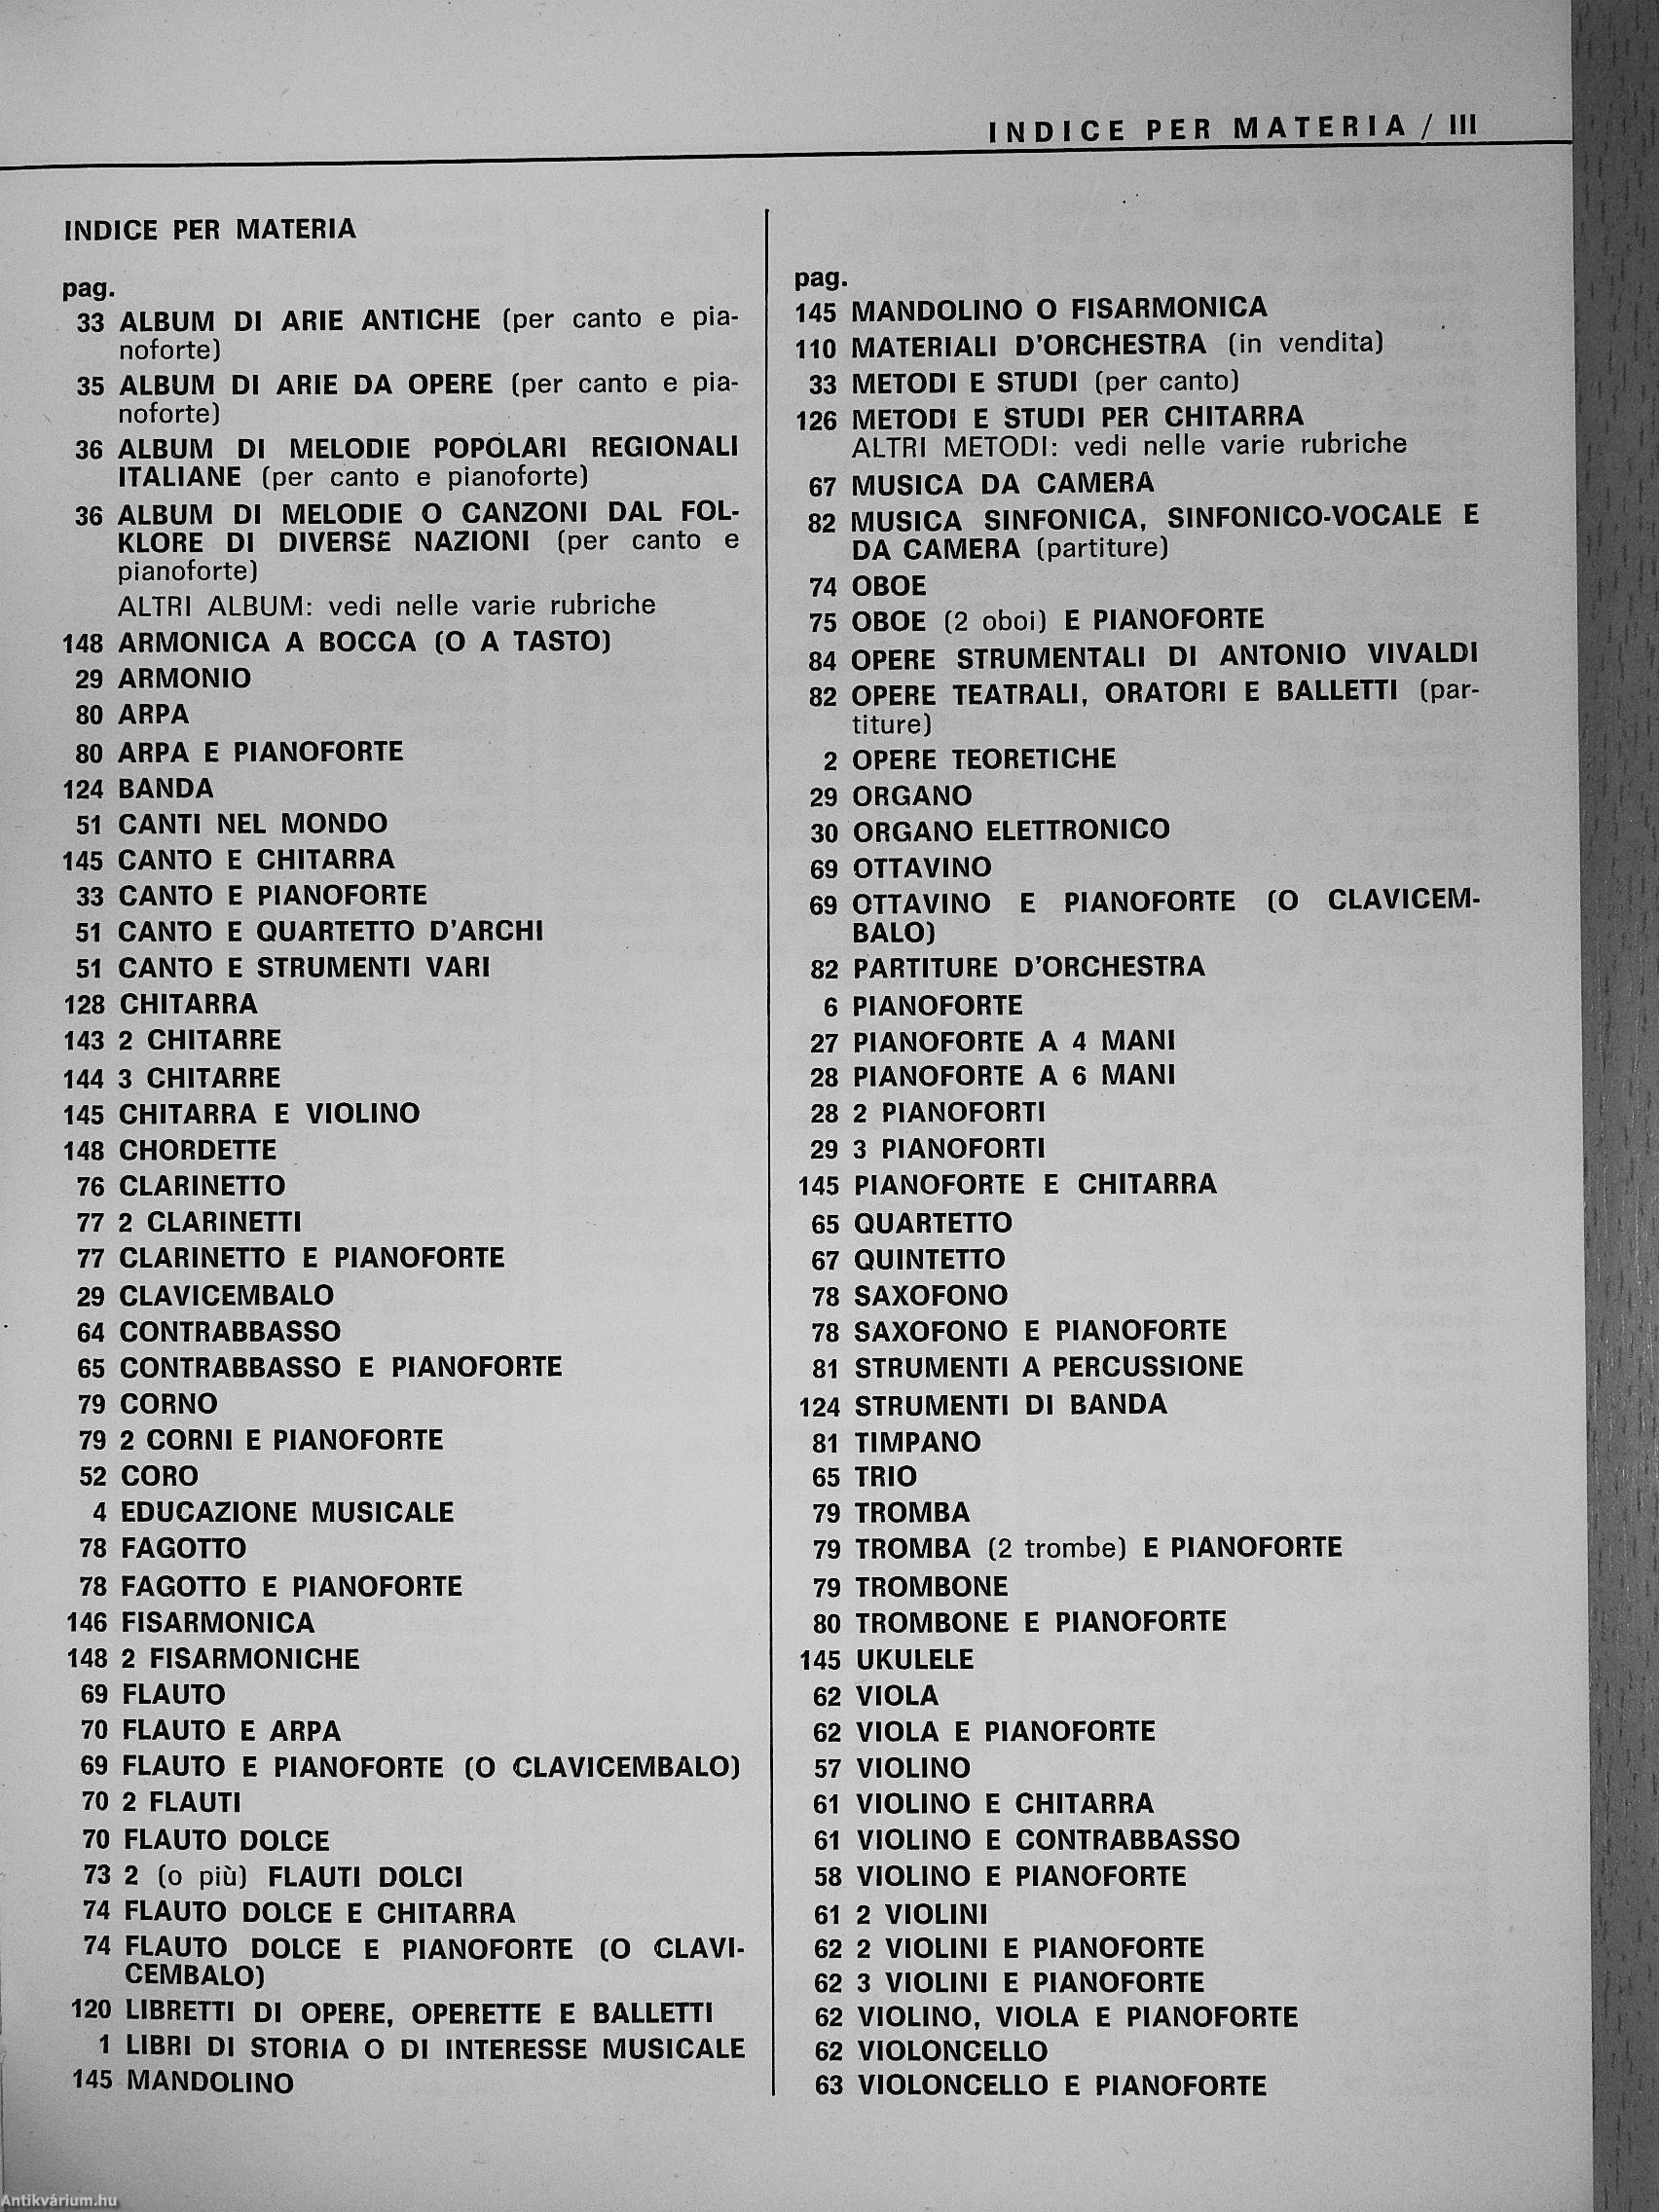 INDICE PER MATERIA / III
INDICE PER MATERIA
pag.
33 ALBUM DI ARIE ANTICHE (per canto e pia-
noforte)
35 ALBUM DI ARIE DA OPERE (per canto e pia-
noforte)
36 ALBUM DI MELODIE POPOLARI REGIONALI
ITALIANE (per canto e pianoforte)
36 ALBUM DI MELODIE O CANZONI DAL FOL-
KLORE DI DIVERSE NAZIONI (per canto e
pianoforte)
ALTRI ALBUM: vedi nelle varie rubriche
148 ARMONICA A BOCCA (O A TASTO)
29 ARMONIO
80 ARPA
80 ARPA E PIANOFORTE
124 BANDA
51 CANTI NEL MONDO
145 CANTO E CHITARRA
33 CANTO E PIANOFORTE
51 CANTO E QUARTETTO D'ARCHI
51 CANTO E STRUMENTI VARI
128 CHITARRA
143 2 CHITARRE
144 3 CHITARRE
145 CHITARRA E VIOLINO
148 CHORDETTE
76 CLARINETTO
77 2 CLARINETTI
77 CLARINETTO E PIANOFORTE
29 CLAVICEMBALO
64 CONTRABBASSO
65 CONTRABBASSO E PIANOFORTE
79 CORNO
79 2 CORNI E PIANOFORTE
52 CORO
4 EDUCAZIONE MUSICALE
78 FAGOTTO
78 FAGOTTO E PIANOFORTE
146 FISARMONICA
148 2 FISARMONICHE
69 FLAUTO
70 FLAUTO E ARPA
69 FLAUTO E PIANOFORTE (O CLAVICEMBALO)
70 2 FLAUTI
70 FLAUTO DOLCE
73 2 (o più) FLAUTI DOLCI
74 FLAUTO DOLCE E CHITARRA
74 FLAUTO DOLCE E PIANOFORTE (O CLAVI-
CEMBALO)
120 LIBRETTI DI OPERE, OPERETTE E BALLETTI
1 LIBRI DI STORIA O DI INTERESSE MUSICALE
145 MANDOLINO
pag.
145 MANDOLINO O FISARMONICA
110 MATERIALI D'ORCHESTRA (in vendita)
33 METODI E STUDI (per canto)
126 METODI E STUDI PER CHITARRA
ALTRI METODI: vedi nelle varie rubriche
67 MUSICA DA CAMERA
82 MUSICA SINFONICA, SINFONICO-VOCALE E
DA CAMERA (partiture)
74 OBOE
75 OBOE (2 oboi) E PIANOFORTE
84 OPERE STRUMENTALI DI ANTONIO VIVALDI
82 OPERE TEATRALI, ORATORI E BALLETTI (par-
titure)
2 OPERE TEORETICHE
29 ORGANO
30 ORGANO ELETTRONICO
69 OTTAVINO
69 OTTAVINO E PIANOFORTE (O CLAVICEM-
BALO)
82 PARTITURE D'ORCHESTRA
6 PIANOFORTE
27 PIANOFORTE A 4 MANI
28 PIANOFORTE A 6 MANI
28 2 PIANOFORTI
29 3 PIANOFORTI
145 PIANOFORTE E CHITARRA
65 QUARTETTO
67 QUINTETTO
78 SAXOFONO
78 SAXOFONO E PIANOFORTE
81 STRUMENTI A PERCUSSIONE
124 STRUMENTI DI BANDA
81 TIMPANO
65 TRIO
79 TROMBA
79 TROMBA (2 trombe) E PIANOFORTE
79 TROMBONE
80 TROMBONE E PIANOFORTE
145 UKULELE
62 VIOLA
62 VIOLA E PIANOFORTE
57 VIOLINO
61 VIOLINO E CHITARRA
61 VIOLINO E CONTRABBASSO
58 VIOLINO E PIANOFORTE
61 2 VIOLINI
62 2 VIOLINI E PIANOFORTE
62 3 VIOLINI E PIANOFORTE
62 VIOLINO, VIOLA E PIANOFORTE
62 VIOLONCELLO
63 VIOLONCELLO E PIANOFORTE
Antikvárium.hu